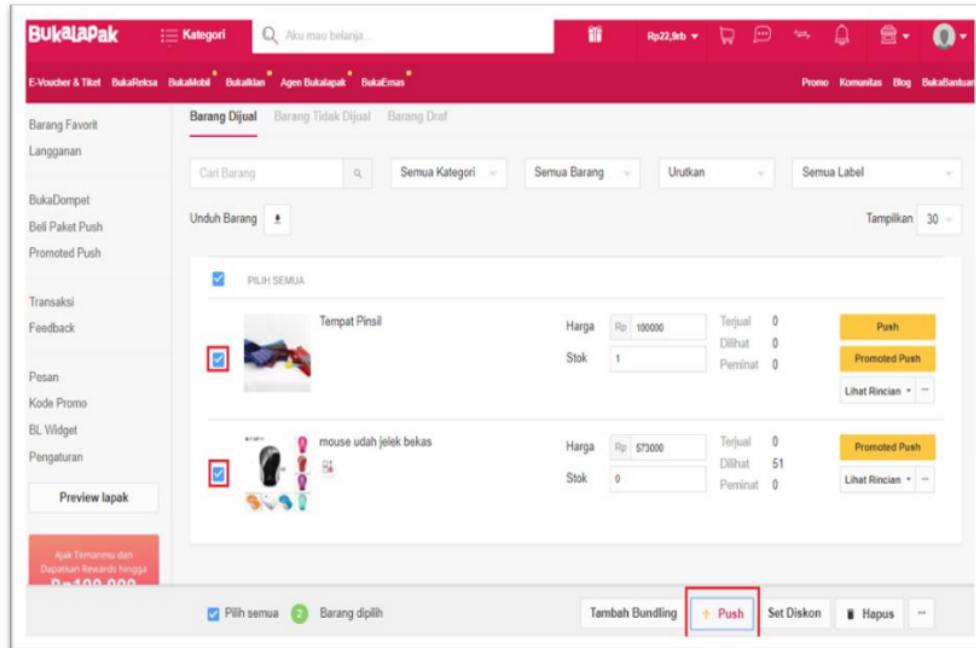 BukaLapak Kategori Aku mau belanja... Rp22,9rb
E-Voucher & Tiket BukaReksa BukaMobil BukaIklan Agen Bukalapak BukaEmas Promo Komunitas Blog BukaBantuan
Barang Favorit
Langganan
BukaDompet
Beli Paket Push
Promoted Push
Transaksi
Feedback
Pesan
Kode Promo
BL Widget
Pengaturan
Preview lapak
Ajak Temanmu dan
Dapatkan Rewards hingga
Rp100.000
Barang Dijual Barang Tidak Dijual Barang Draf
Cari Barang Semua Kategori Semua Barang Urutkan Semua Label
Unduh Barang Tampilkan 30
PILIH SEMUA
Tempat Pinsil Harga Rp 100000 Terjual 0 Push
Stok 1 Dilihat 0 Promoted Push
Peminat 0 Lihat Rincian
mouse udah jelek bekas Harga Rp 573000 Terjual 0 Promoted Push
Stok 0 Dilihat 51 Lihat Rincian
Peminat 0
Pilih semua 2 Barang dipilih Tambah Bundling Push Set Diskon Hapus